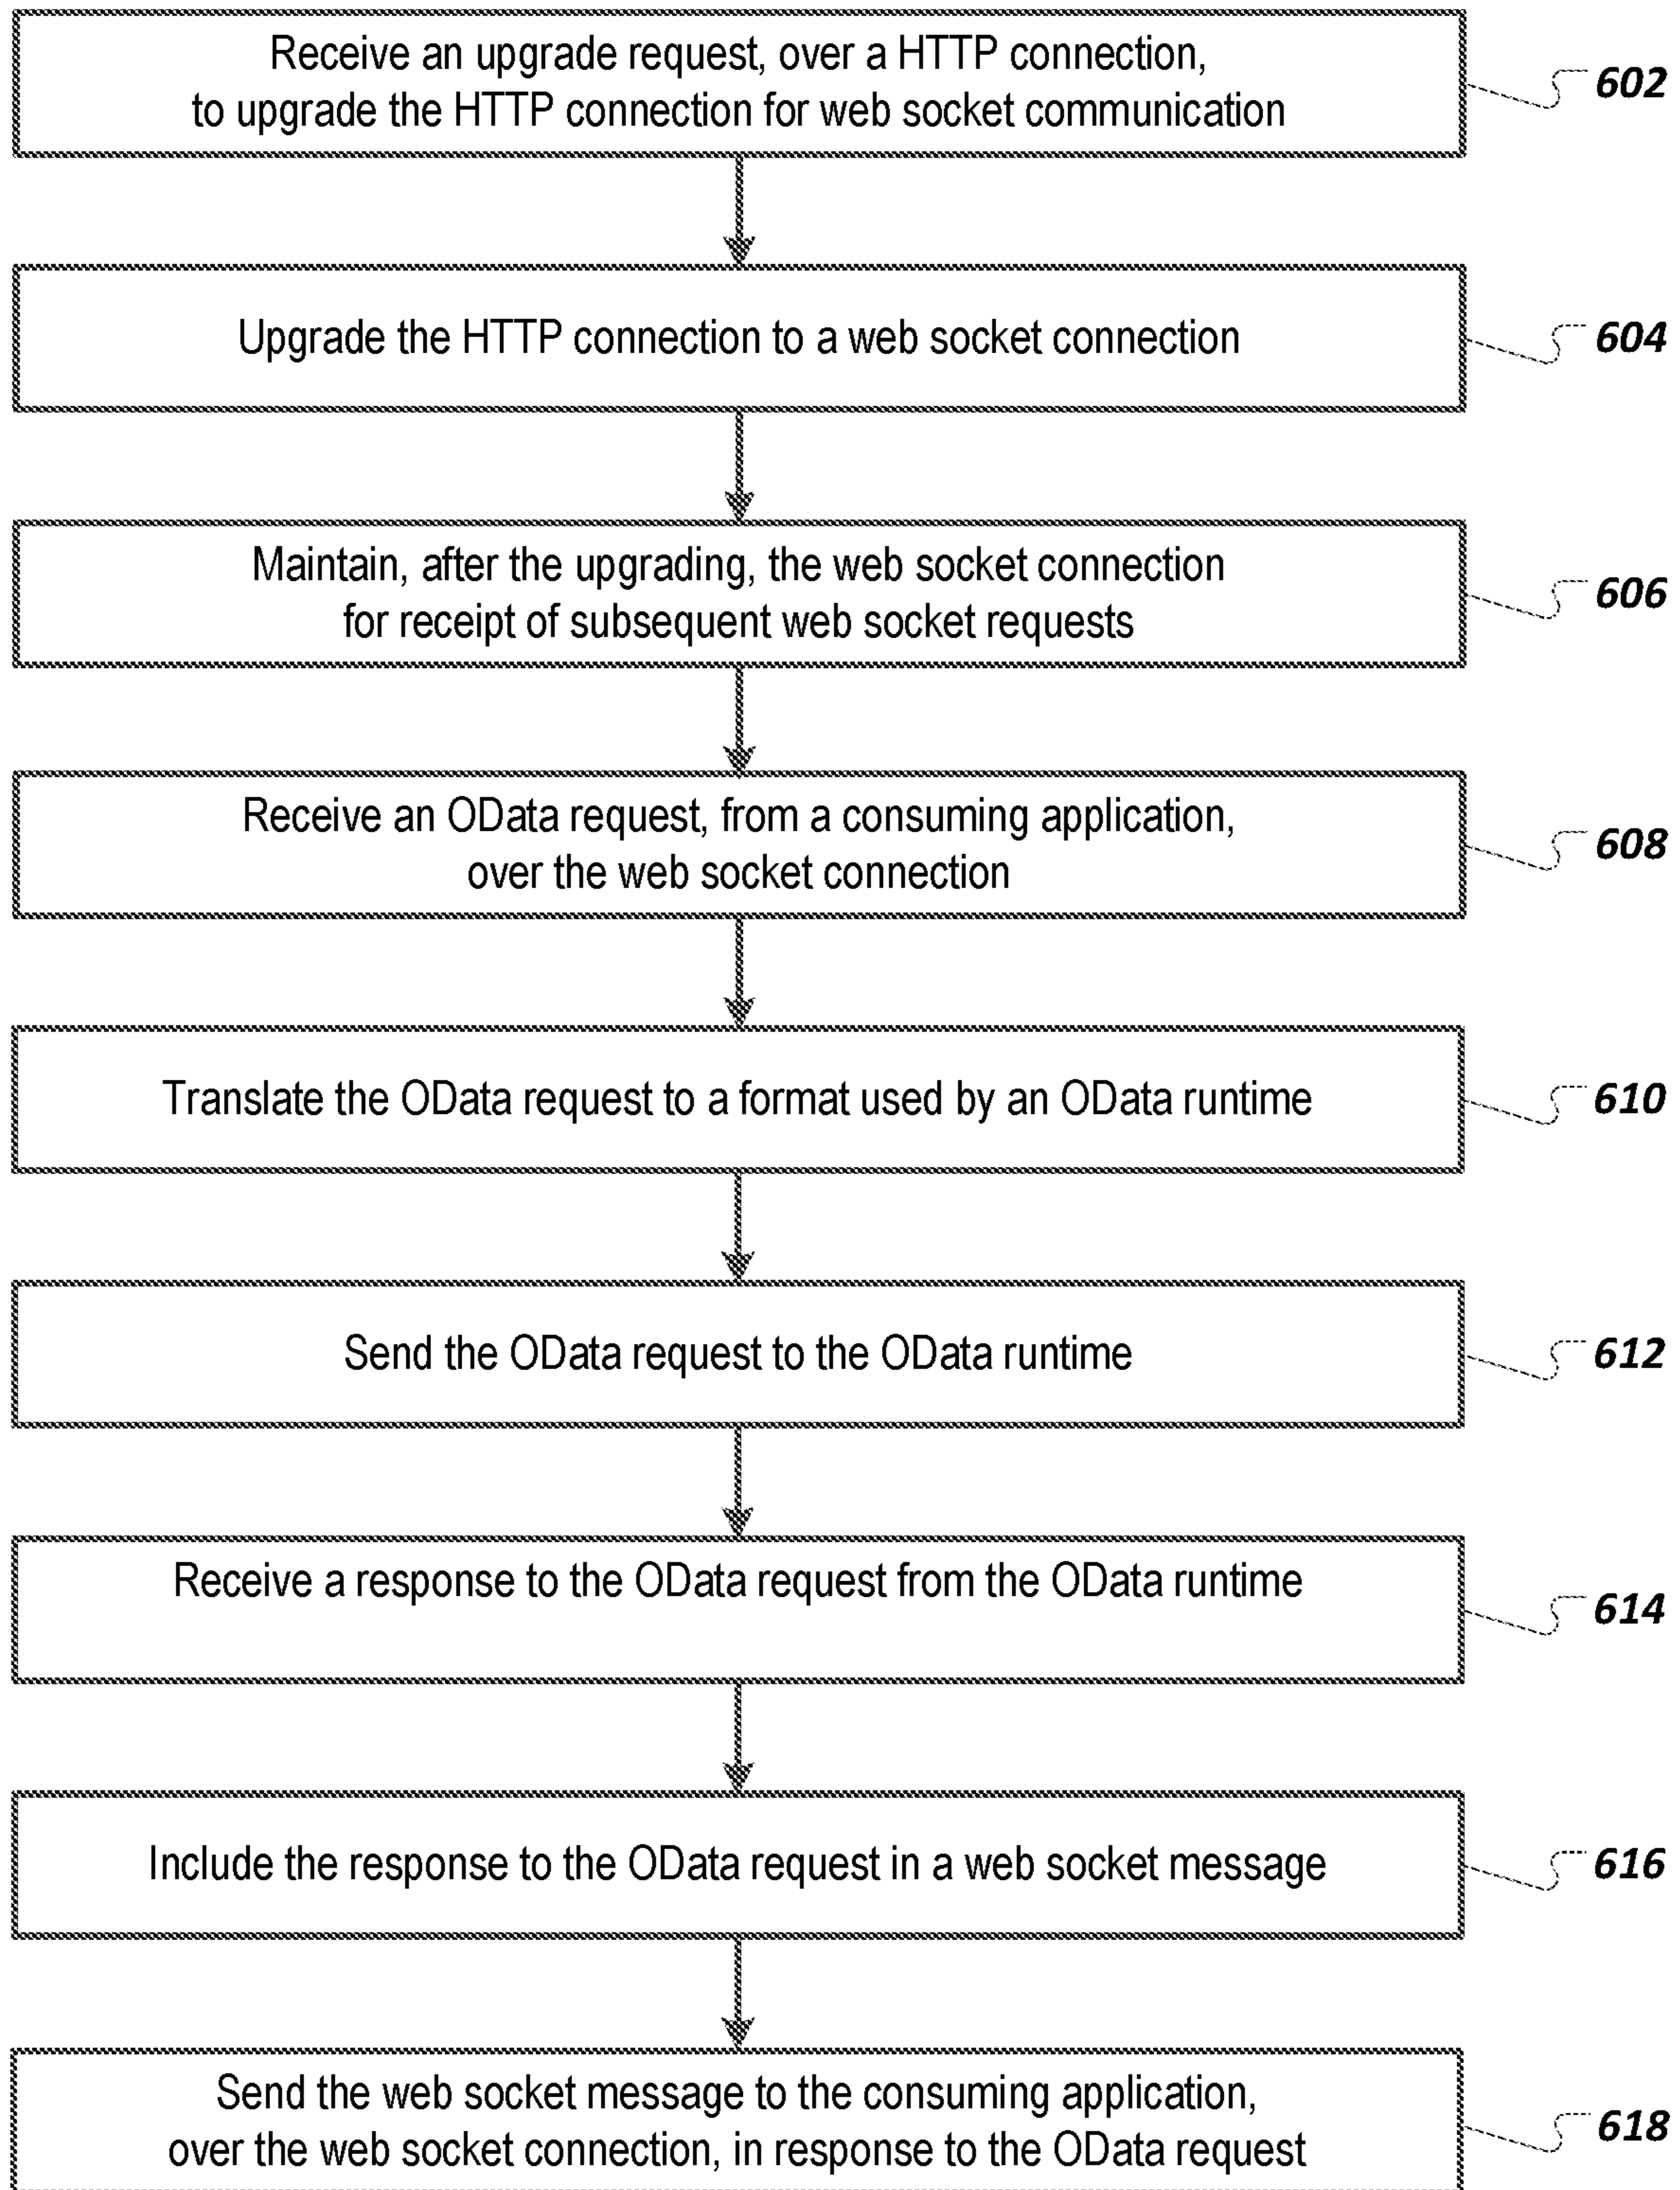 Receive an upgrade request, over a HTTP connection,
to upgrade the HTTP connection for web socket communication
602
Upgrade the HTTP connection to a web socket connection
604
Maintain, after the upgrading, the web socket connection
for receipt of subsequent web socket requests
606
Receive an OData request, from a consuming application,
over the web socket connection
608
Translate the OData request to a format used by an OData runtime
610
Send the OData request to the OData runtime
612
Receive a response to the OData request from the OData runtime
614
Include the response to the OData request in a web socket message
616
Send the web socket message to the consuming application,
over the web socket connection, in response to the OData request
618